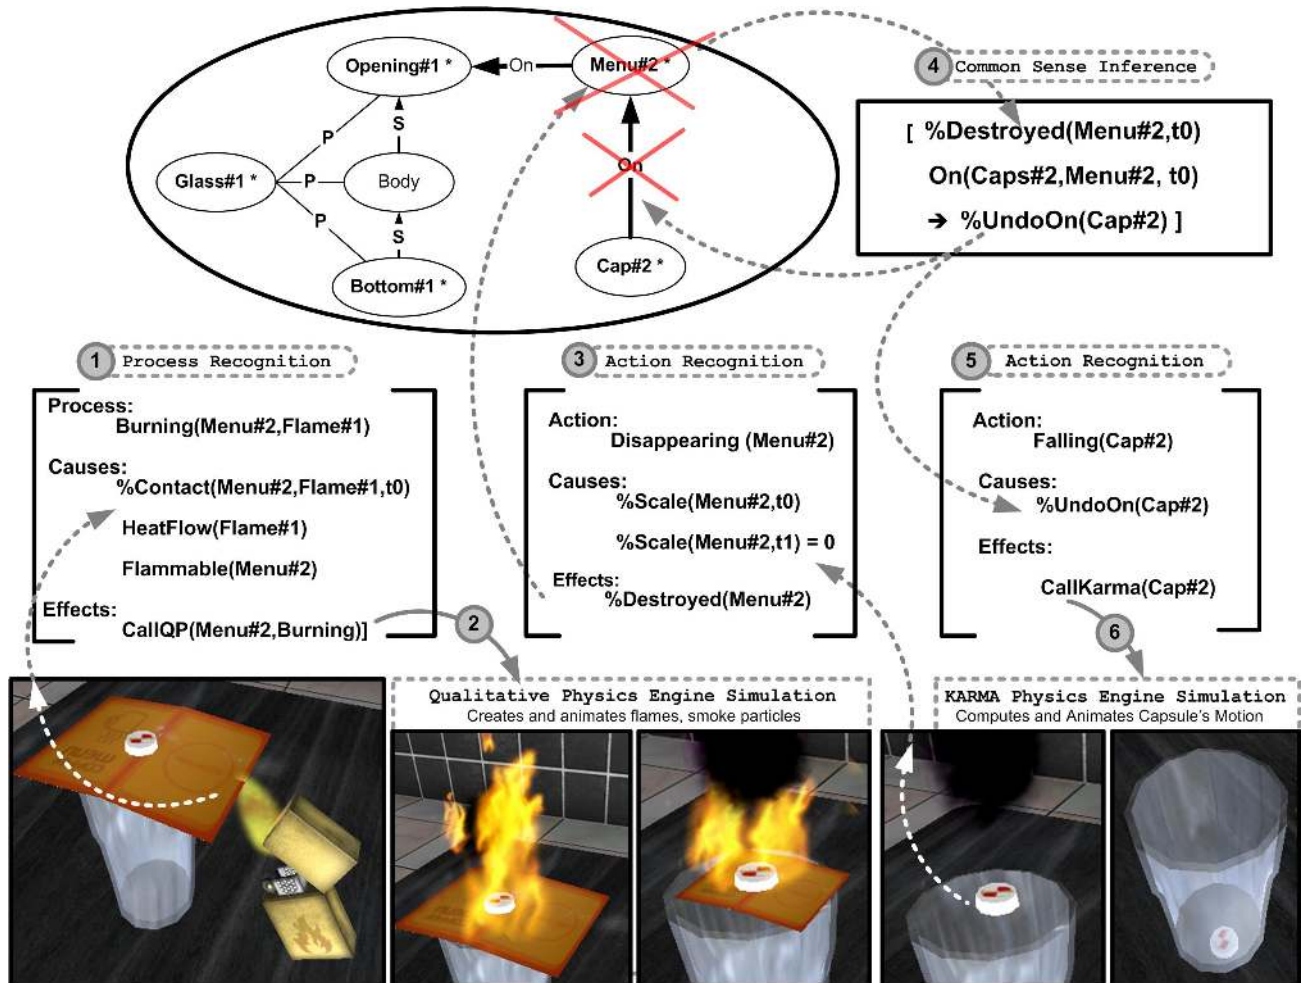 Opening#1 *
On
Menu#2 *
P
S
Glass#1 *
P
Body
On
P
S
Bottom#1 *
Cap#2 *
4 Common Sense Inference
[ %Destroyed(Menu#2,t0)
On(Caps#2,Menu#2, t0)
➔ %UndoOn(Cap#2) ]
1 Process Recognition
Process:
Burning(Menu#2,Flame#1)
Causes:
%Contact(Menu#2,Flame#1,t0)
HeatFlow(Flame#1)
Flammable(Menu#2)
Effects:
CallQP(Menu#2,Burning)]
2
3 Action Recognition
Action:
Disappearing (Menu#2)
Causes:
%Scale(Menu#2,t0)
%Scale(Menu#2,t1) = 0
Effects:
%Destroyed(Menu#2)
5 Action Recognition
Action:
Falling(Cap#2)
Causes:
%UndoOn(Cap#2)
Effects:
CallKarma(Cap#2)
6
Qualitative Physics Engine Simulation
Creates and animates flames, smoke particles
KARMA Physics Engine Simulation
Computes and Animates Capsule's Motion